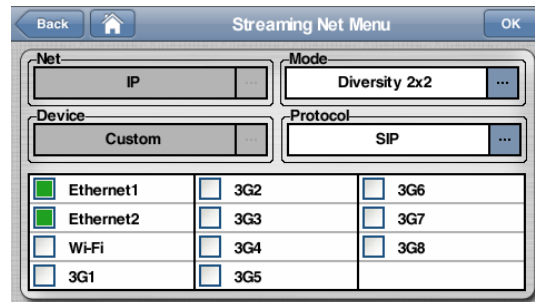 Back Streaming Net Menu OK
Net Mode
IP ... Diversity 2x2 ...
Device Protocol
Custom ... SIP ...
Ethernet1 3G2 3G6
Ethernet2 3G3 3G7
Wi-Fi 3G4 3G8
3G1 3G5